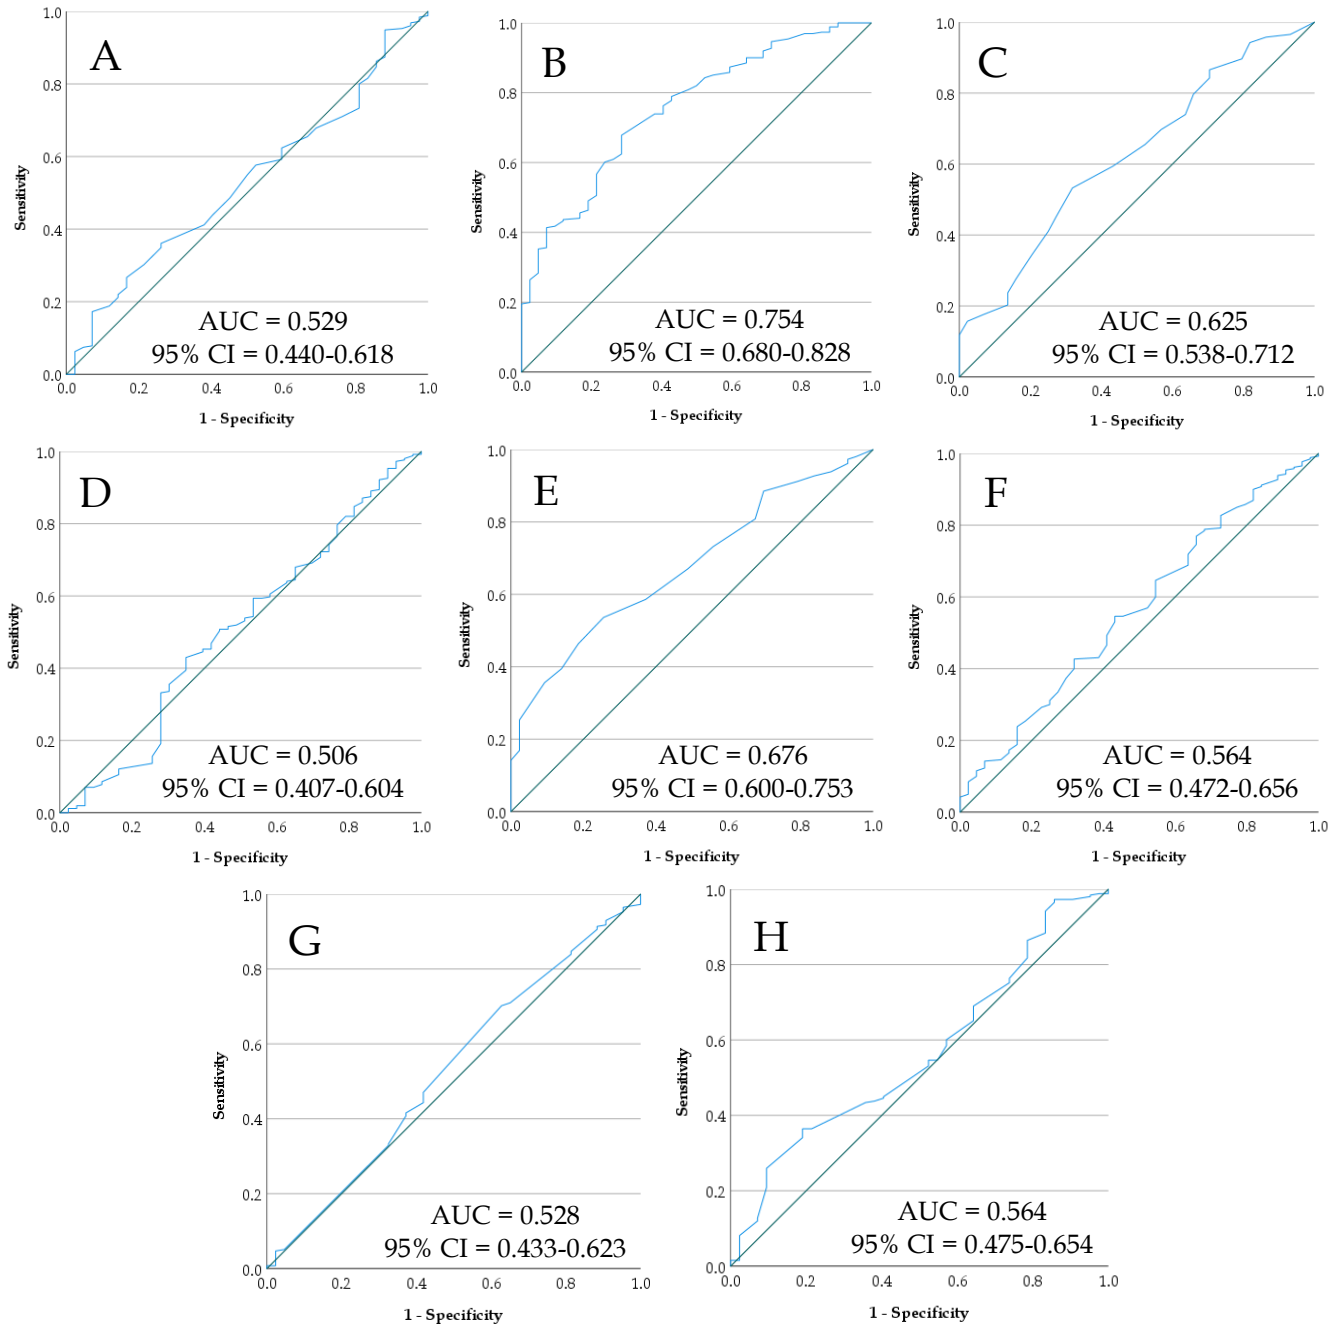 A
1.0
0.8
0.6
0.4
0.2
0.0
Sensitivity
AUC = 0.529
95% CI = 0.440-0.618
0.0 0.2 0.4 0.6 0.8 1.0
1 - Specificity
B
1.0
0.8
0.6
0.4
0.2
0.0
Sensitivity
AUC = 0.754
95% CI = 0.680-0.828
0.0 0.2 0.4 0.6 0.8 1.0
1 - Specificity
C
1.0
0.8
0.6
0.4
0.2
0.0
Sensitivity
AUC = 0.625
95% CI = 0.538-0.712
0.0 0.2 0.4 0.6 0.8 1.0
1 - Specificity
D
1.0
0.8
0.6
0.4
0.2
0.0
Sensitivity
AUC = 0.506
95% CI = 0.407-0.604
0.0 0.2 0.4 0.6 0.8 1.0
1 - Specificity
E
1.0
0.8
0.6
0.4
0.2
0.0
Sensitivity
AUC = 0.676
95% CI = 0.600-0.753
0.0 0.2 0.4 0.6 0.8 1.0
1 - Specificity
F
1.0
0.8
0.6
0.4
0.2
0.0
Sensitivity
AUC = 0.564
95% CI = 0.472-0.656
0.0 0.2 0.4 0.6 0.8 1.0
1 - Specificity
G
1.0
0.8
0.6
0.4
0.2
0.0
Sensitivity
AUC = 0.528
95% CI = 0.433-0.623
0.0 0.2 0.4 0.6 0.8 1.0
1 - Specificity
H
1.0
0.8
0.6
0.4
0.2
0.0
Sensitivity
AUC = 0.564
95% CI = 0.475-0.654
0.0 0.2 0.4 0.6 0.8 1.0
1 - Specificity